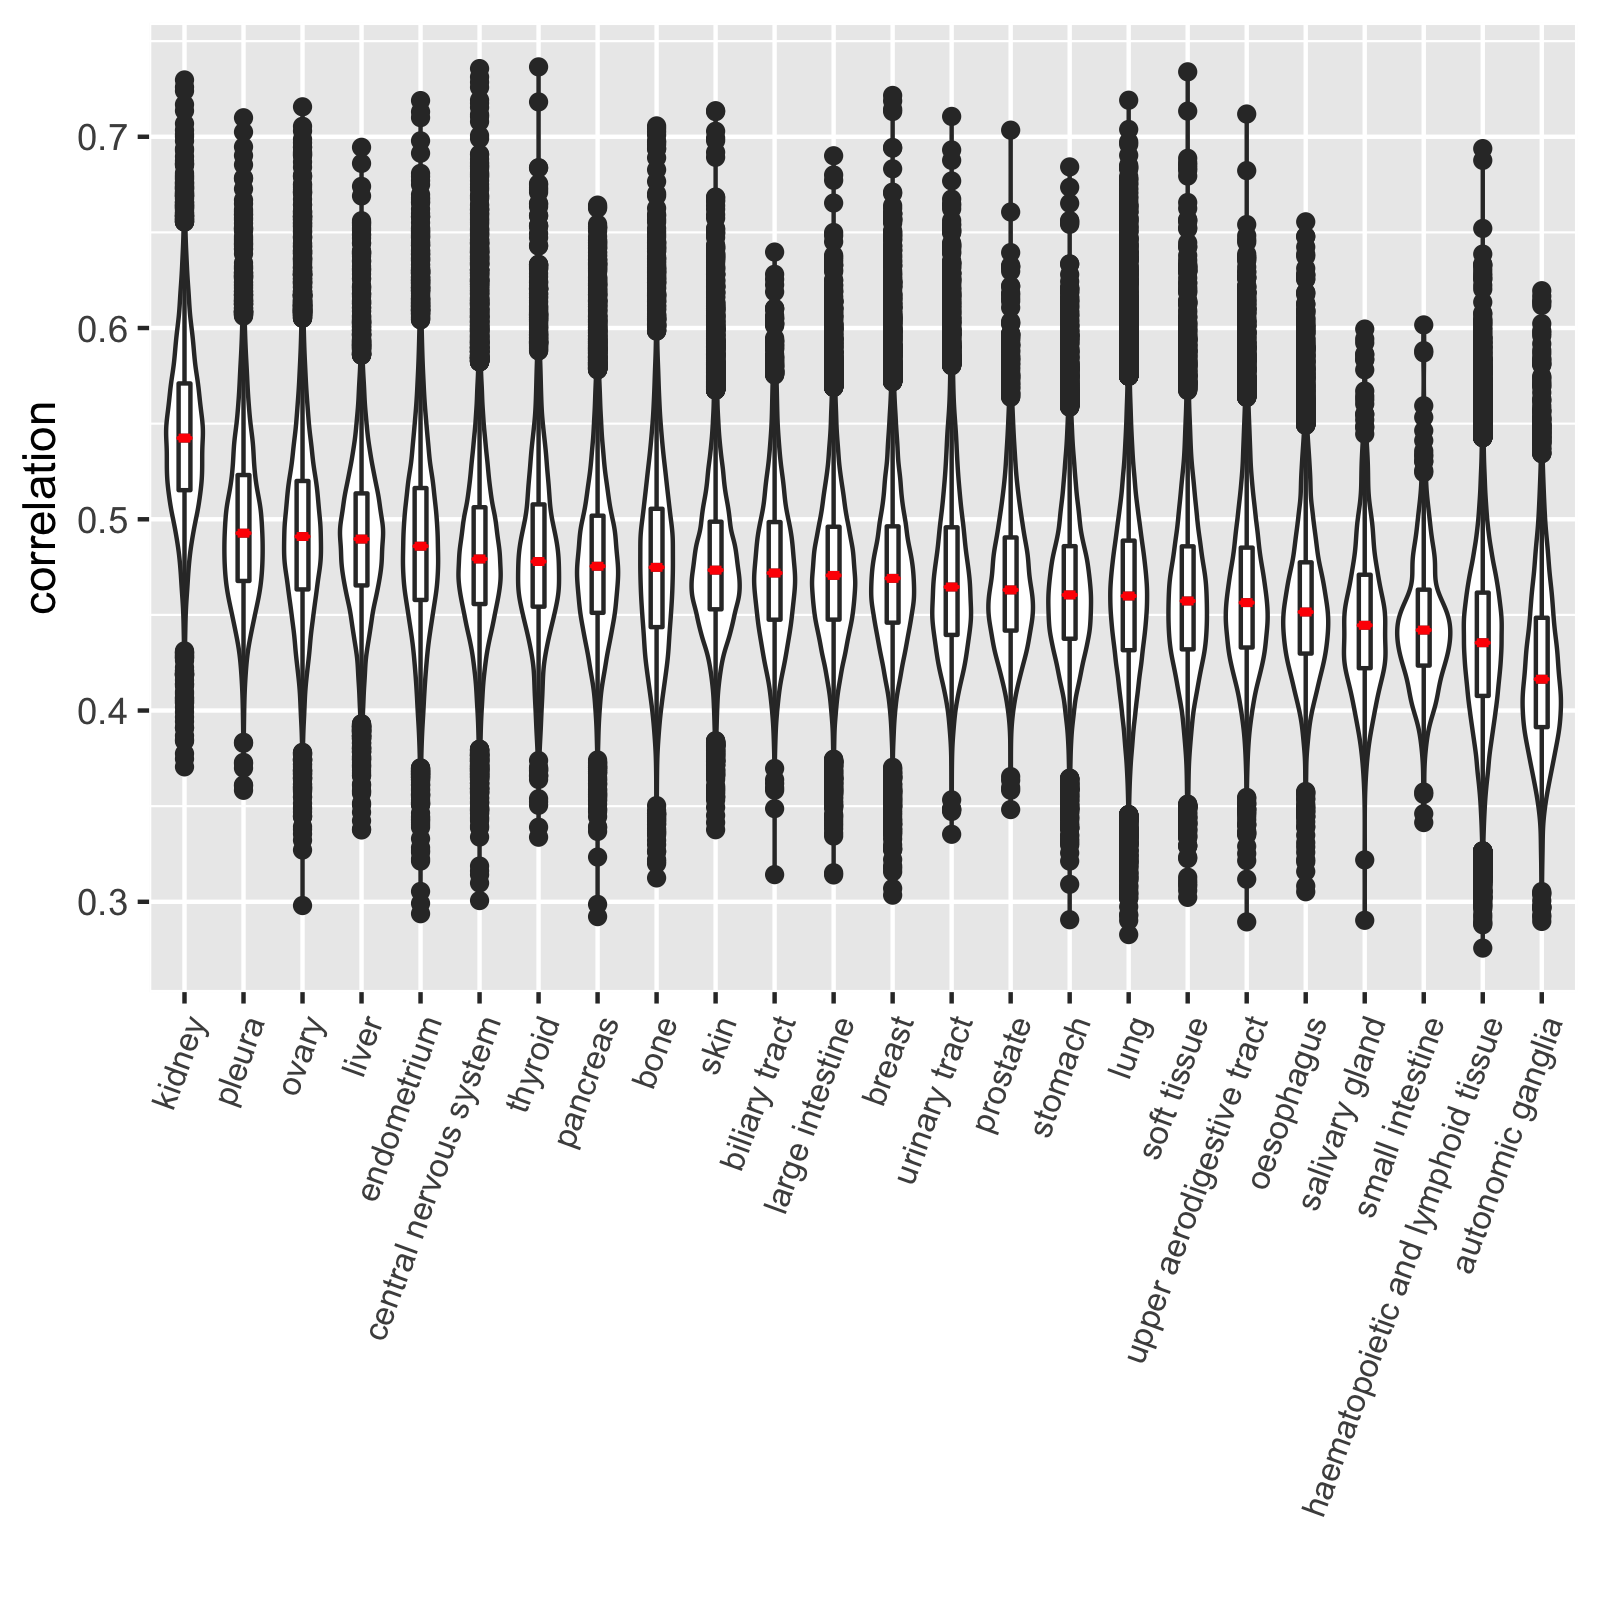 correlation
0.7
0.6
0.5
0.4
0.3
kidney
pleura
ovary
liver
endometrium
central nervous system
thyroid
pancreas
bone
skin
biliary tract
large intestine
breast
urinary tract
prostate
stomach
lung
soft tissue
upper aerodigestive tract
oesophagus
salivary gland
small intestine
haematopoietic and lymphoid tissue
autonomic ganglia